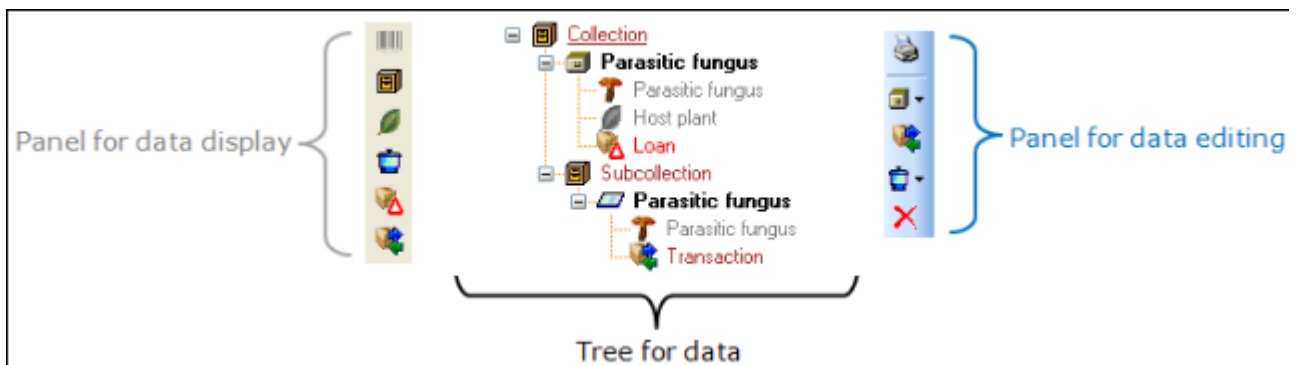 Panel for data display
Collection
Parasitic fungus
Parasitic fungus
Host plant
Loan
Subcollection
Parasitic fungus
Parasitic fungus
Transaction
Panel for data editing
Tree for data